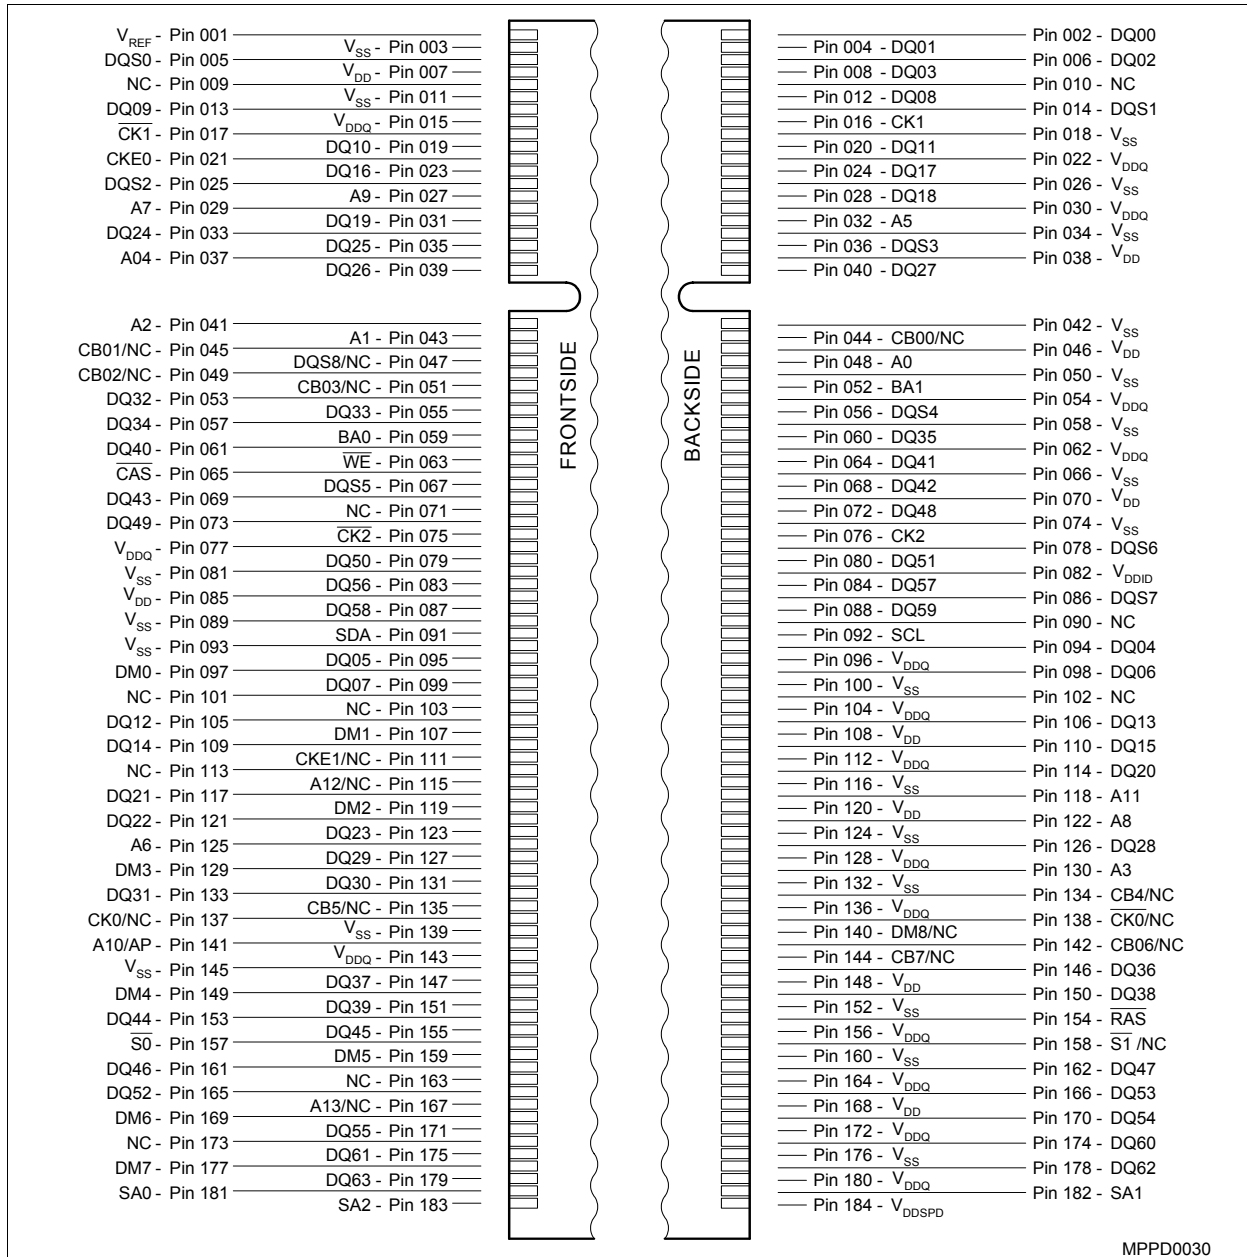 VREF - Pin 001 Pin 002 - DQ00
VSS - Pin 003 Pin 004 - DQ01
DQS0 - Pin 005 Pin 006 - DQ02
VDD - Pin 007 Pin 008 - DQ03
NC - Pin 009 Pin 010 - NC
VSS - Pin 011 Pin 012 - DQ08
DQ09 - Pin 013 Pin 014 - DQS1
VDDQ - Pin 015 Pin 016 - CK1
CK1 - Pin 017 Pin 018 - VSS
DQ10 - Pin 019 Pin 020 - DQ11
CKE0 - Pin 021 Pin 022 - VDDQ
DQ16 - Pin 023 Pin 024 - DQ17
DQS2 - Pin 025 Pin 026 - VSS
A9 - Pin 027 Pin 028 - DQ18
A7 - Pin 029 Pin 030 - VDDQ
DQ19 - Pin 031 Pin 032 - A5
DQ24 - Pin 033 Pin 034 - VSS
DQ25 - Pin 035 Pin 036 - DQS3
A04 - Pin 037 Pin 038 - VDD
DQ26 - Pin 039 Pin 040 - DQ27
A2 - Pin 041 Pin 042 - VSS
A1 - Pin 043 Pin 044 - CB00/NC
CB01/NC - Pin 045 Pin 046 - VDD
DQS8/NC - Pin 047 Pin 048 - A0
CB02/NC - Pin 049 Pin 050 - VSS
CB03/NC - Pin 051 Pin 052 - BA1
DQ32 - Pin 053 Pin 054 - VDDQ
DQ33 - Pin 055 Pin 056 - DQS4
DQ34 - Pin 057 Pin 058 - VSS
BA0 - Pin 059 Pin 060 - DQ35
DQ40 - Pin 061 Pin 062 - VDDQ
WE - Pin 063 Pin 064 - DQ41
CAS - Pin 065 Pin 066 - VSS
DQS5 - Pin 067 Pin 068 - DQ42
DQ43 - Pin 069 Pin 070 - VDD
NC - Pin 071 Pin 072 - DQ48
DQ49 - Pin 073 Pin 074 - VSS
CK2 - Pin 075 Pin 076 - CK2
VDDQ - Pin 077 Pin 078 - DQS6
DQ50 - Pin 079 Pin 080 - DQ51
VSS - Pin 081 Pin 082 - VDDID
DQ56 - Pin 083 Pin 084 - DQ57
VDD - Pin 085 Pin 086 - DQS7
DQ58 - Pin 087 Pin 088 - DQ59
VSS - Pin 089 Pin 090 - NC
SDA - Pin 091 Pin 092 - SCL
VSS - Pin 093 Pin 094 - DQ04
DQ05 - Pin 095 Pin 096 - VDDQ
DM0 - Pin 097 Pin 098 - DQ06
DQ07 - Pin 099 Pin 100 - VSS
NC - Pin 101 Pin 102 - NC
NC - Pin 103 Pin 104 - VDDQ
DQ12 - Pin 105 Pin 106 - DQ13
DM1 - Pin 107 Pin 108 - VDD
DQ14 - Pin 109 Pin 110 - DQ15
CKE1/NC - Pin 111 Pin 112 - VDDQ
NC - Pin 113 Pin 114 - DQ20
A12/NC - Pin 115 Pin 116 - VSS
DQ21 - Pin 117 Pin 118 - A11
DM2 - Pin 119 Pin 120 - VDD
DQ22 - Pin 121 Pin 122 - A8
DQ23 - Pin 123 Pin 124 - VSS
A6 - Pin 125 Pin 126 - DQ28
DQ29 - Pin 127 Pin 128 - VDDQ
DM3 - Pin 129 Pin 130 - A3
DQ30 - Pin 131 Pin 132 - VSS
DQ31 - Pin 133 Pin 134 - CB4/NC
CB5/NC - Pin 135 Pin 136 - VDDQ
CK0/NC - Pin 137 Pin 138 - CK0/NC
VSS - Pin 139 Pin 140 - DM8/NC
A10/AP - Pin 141 Pin 142 - CB06/NC
VDDQ - Pin 143 Pin 144 - CB7/NC
VSS - Pin 145 Pin 146 - DQ36
DQ37 - Pin 147 Pin 148 - VDD
DM4 - Pin 149 Pin 150 - DQ38
DQ39 - Pin 151 Pin 152 - VSS
DQ44 - Pin 153 Pin 154 - RAS
DQ45 - Pin 155 Pin 156 - VDDQ
S0 - Pin 157 Pin 158 - S1 /NC
DM5 - Pin 159 Pin 160 - VSS
DQ46 - Pin 161 Pin 162 - DQ47
NC - Pin 163 Pin 164 - VDDQ
DQ52 - Pin 165 Pin 166 - DQ53
A13/NC - Pin 167 Pin 168 - VDD
DM6 - Pin 169 Pin 170 - DQ54
DQ55 - Pin 171 Pin 172 - VDDQ
NC - Pin 173 Pin 174 - DQ60
DQ61 - Pin 175 Pin 176 - VSS
DM7 - Pin 177 Pin 178 - DQ62
DQ63 - Pin 179 Pin 180 - VDDQ
SA0 - Pin 181 Pin 182 - SA1
SA2 - Pin 183 Pin 184 - VDDSPD
FRONTSIDE
BACKSIDE
MPPD0030